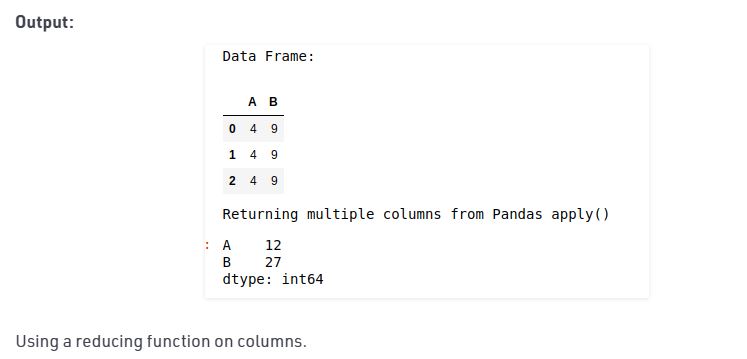 Output:
Data Frame:
A B
0 4 9
1 4 9
2 4 9
Returning multiple columns from Pandas apply()
: A 12
B 27
dtype: int64
Using a reducing function on columns.